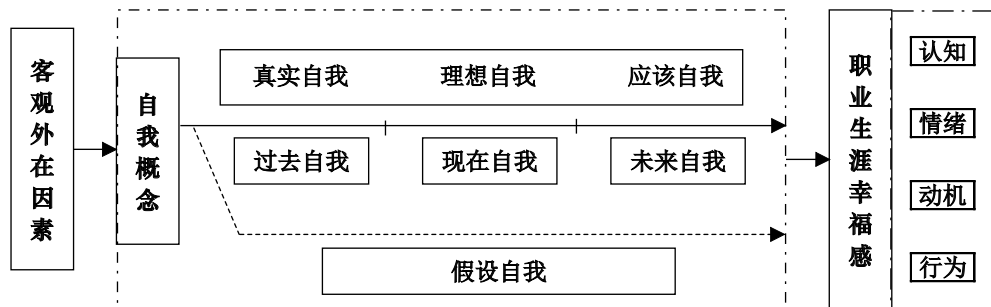 客观外在因素
自我概念
真实自我 理想自我 应该自我
过去自我 现在自我 未来自我
假设自我
职业生涯幸福感
认知
情绪
动机
行为